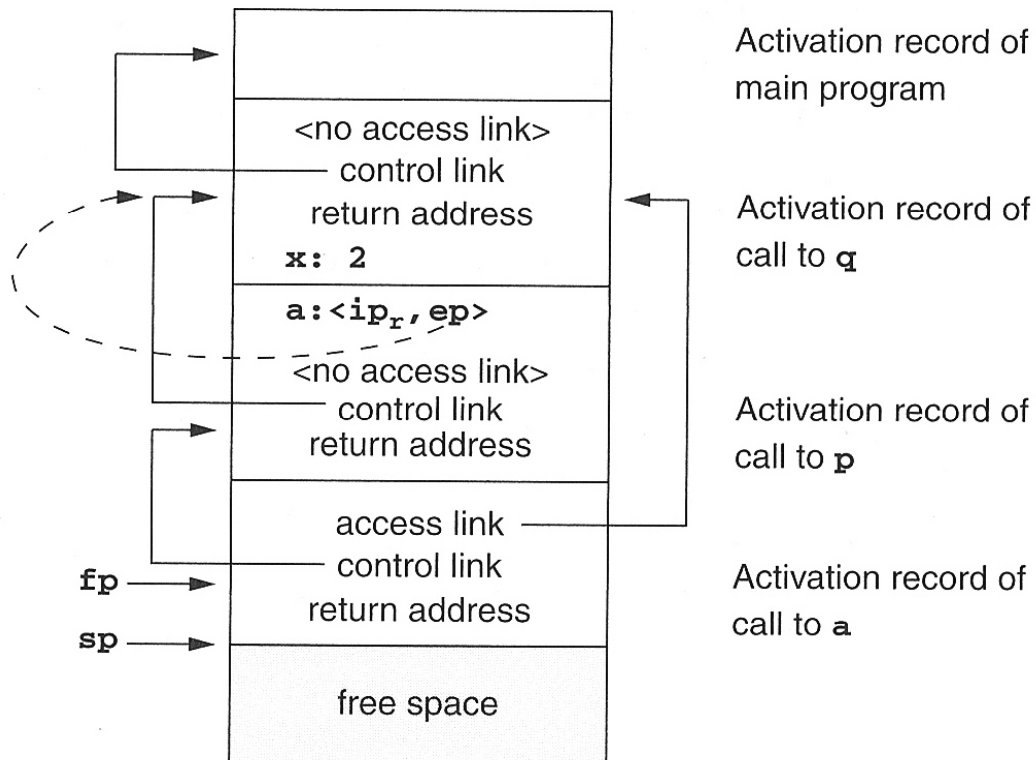 Activation record of
main program
<no access link>
control link
return address
x: 2
Activation record of
call to q
a:<ipr,ep>
<no access link>
control link
return address
Activation record of
call to p
access link
control link
return address
fp
sp
Activation record of
call to a
free space